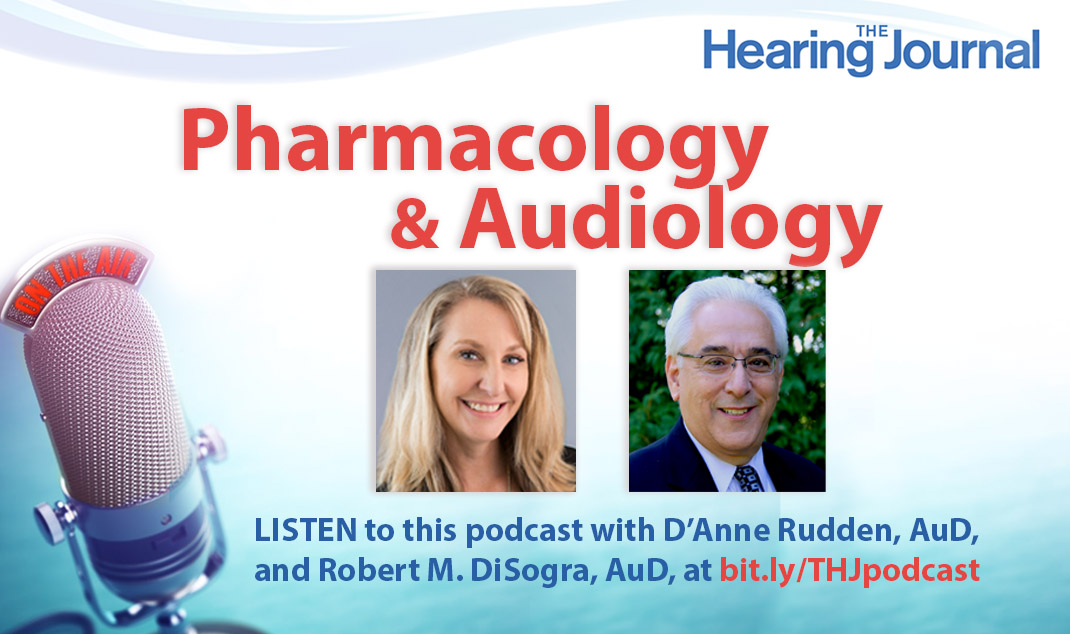 THE
Hearing Journal
Pharmacology
& Audiology
ON THE AIR
LISTEN to this podcast with D’Anne Rudden, AuD,
and Robert M. DiSogra, AuD, at bit.ly/THJpodcast